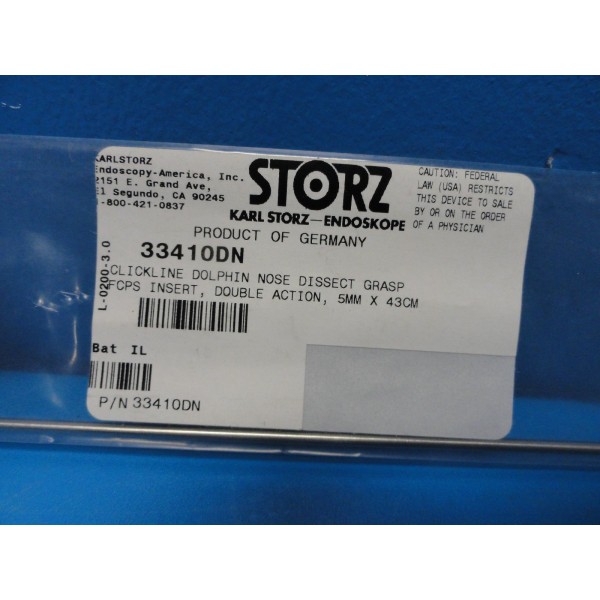 KARLSTORZ
Endoscopy-America, Inc.
2151 E. Grand Ave,
El Segundo, CA 90245
1-800-421-0837
STORZ
KARL STORZ—ENDOSKOPE
CAUTION: FEDERAL
LAW (USA) RESTRICTS
THIS DEVICE TO SALE
BY OR ON THE ORDER
OF A PHYSICIAN
PRODUCT OF GERMANY
33410DN
L-0200-3.0
CLICKLINE DOLPHIN NOSE DISSECT GRASP
FCPS INSERT, DOUBLE ACTION, 5MM X 43CM
Bat IL
P/N 33410DN